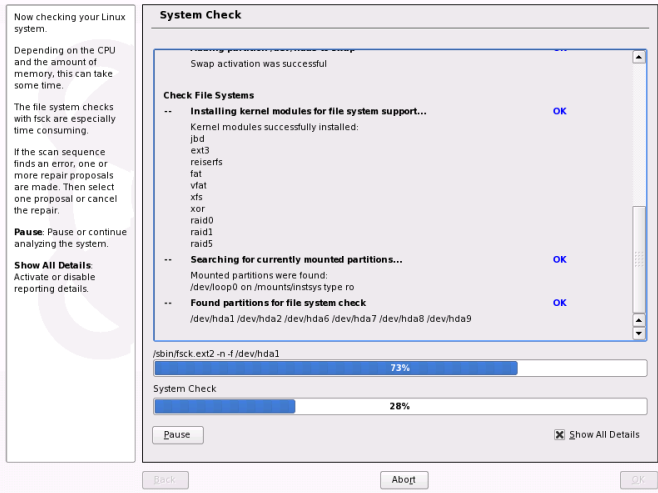 Now checking your Linux
system.
Depending on the CPU
and the amount of
memory, this can take
some time.
The file system checks
with fsck are especially
time consuming.
If the scan sequence
finds an error, one or
more repair proposals
are made. Then select
one proposal or cancel
the repair.
Pause: Pause or continue
analyzing the system.
Show All Details:
Activate or disable
reporting details.
System Check
Swap activation was successful
Check File Systems
-- Installing kernel modules for file system support... OK
Kernel modules successfully installed:
jbd
ext3
reiserfs
fat
vfat
xfs
xor
raid0
raid1
raid5
-- Searching for currently mounted partitions... OK
Mounted partitions were found:
/dev/loop0 on /mounts/instsys type ro
-- Found partitions for file system check OK
/dev/hda1 /dev/hda2 /dev/hda6 /dev/hda7 /dev/hda8 /dev/hda9
/sbin/fsck.ext2 -n -f /dev/hda1
73%
System Check
28%
Pause
Show All Details
Back
Abort
OK